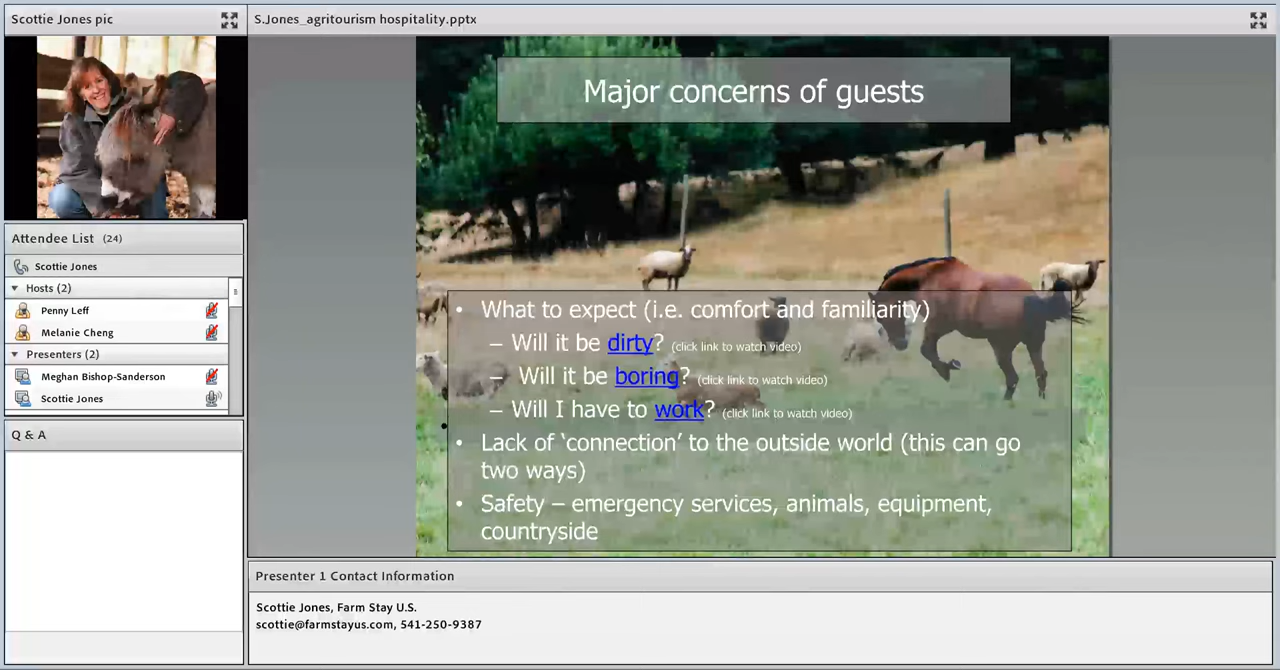 Scottie Jones pic
S.Jones_agritourism hospitality.pptx
Attendee List (24)
Scottie Jones
Hosts (2)
Penny Leff
Melanie Cheng
Presenters (2)
Meghan Bishop-Sanderson
Scottie Jones
Q & A
Major concerns of guests
• What to expect (i.e. comfort and familiarity)
– Will it be dirty? (click link to watch video)
– Will it be boring? (click link to watch video)
– Will I have to work? (click link to watch video)
• Lack of ‘connection’ to the outside world (this can go
two ways)
• Safety – emergency services, animals, equipment,
countryside
Presenter 1 Contact Information
Scottie Jones, Farm Stay U.S.
scottie@farmstayus.com, 541-250-9387